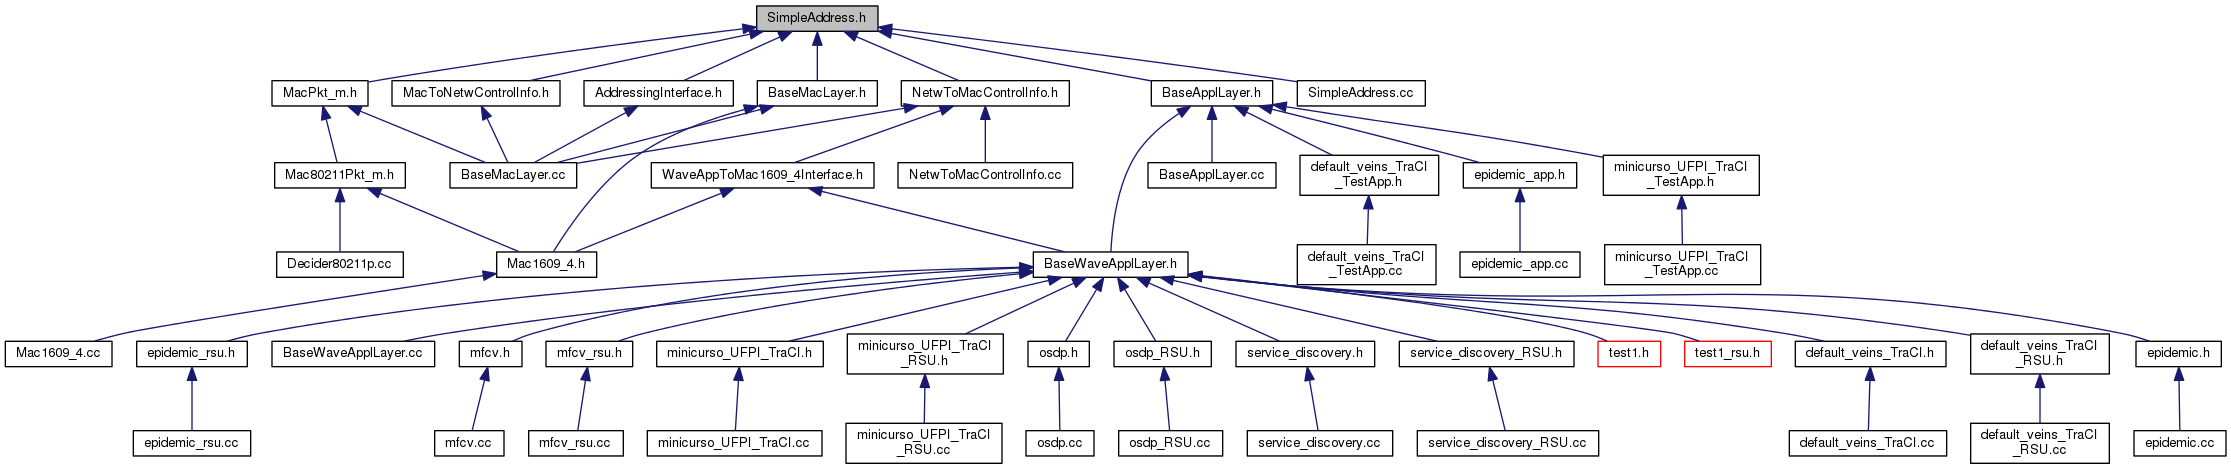 SimpleAddress.h
MacPkt_m.h
MacToNetwControlInfo.h
AddressingInterface.h
BaseMacLayer.h
NetwToMacControlInfo.h
BaseApplLayer.h
SimpleAddress.cc
Mac80211Pkt_m.h
BaseMacLayer.cc
WaveAppToMac1609_4Interface.h
NetwToMacControlInfo.cc
BaseApplLayer.cc
default_veins_TraCI
_TestApp.h
epidemic_app.h
minicurso_UFPI_TraCI
_TestApp.h
Decider80211p.cc
Mac1609_4.h
BaseWaveApplLayer.h
default_veins_TraCI
_TestApp.cc
epidemic_app.cc
minicurso_UFPI_TraCI
_TestApp.cc
Mac1609_4.cc
epidemic_rsu.h
BaseWaveApplLayer.cc
mfcv.h
mfcv_rsu.h
minicurso_UFPI_TraCI.h
minicurso_UFPI_TraCI
_RSU.h
osdp.h
osdp_RSU.h
service_discovery.h
service_discovery_RSU.h
test1.h
test1_rsu.h
default_veins_TraCI.h
default_veins_TraCI
_RSU.h
epidemic.h
epidemic_rsu.cc
mfcv.cc
mfcv_rsu.cc
minicurso_UFPI_TraCI.cc
minicurso_UFPI_TraCI
_RSU.cc
osdp.cc
osdp_RSU.cc
service_discovery.cc
service_discovery_RSU.cc
default_veins_TraCI.cc
default_veins_TraCI
_RSU.cc
epidemic.cc